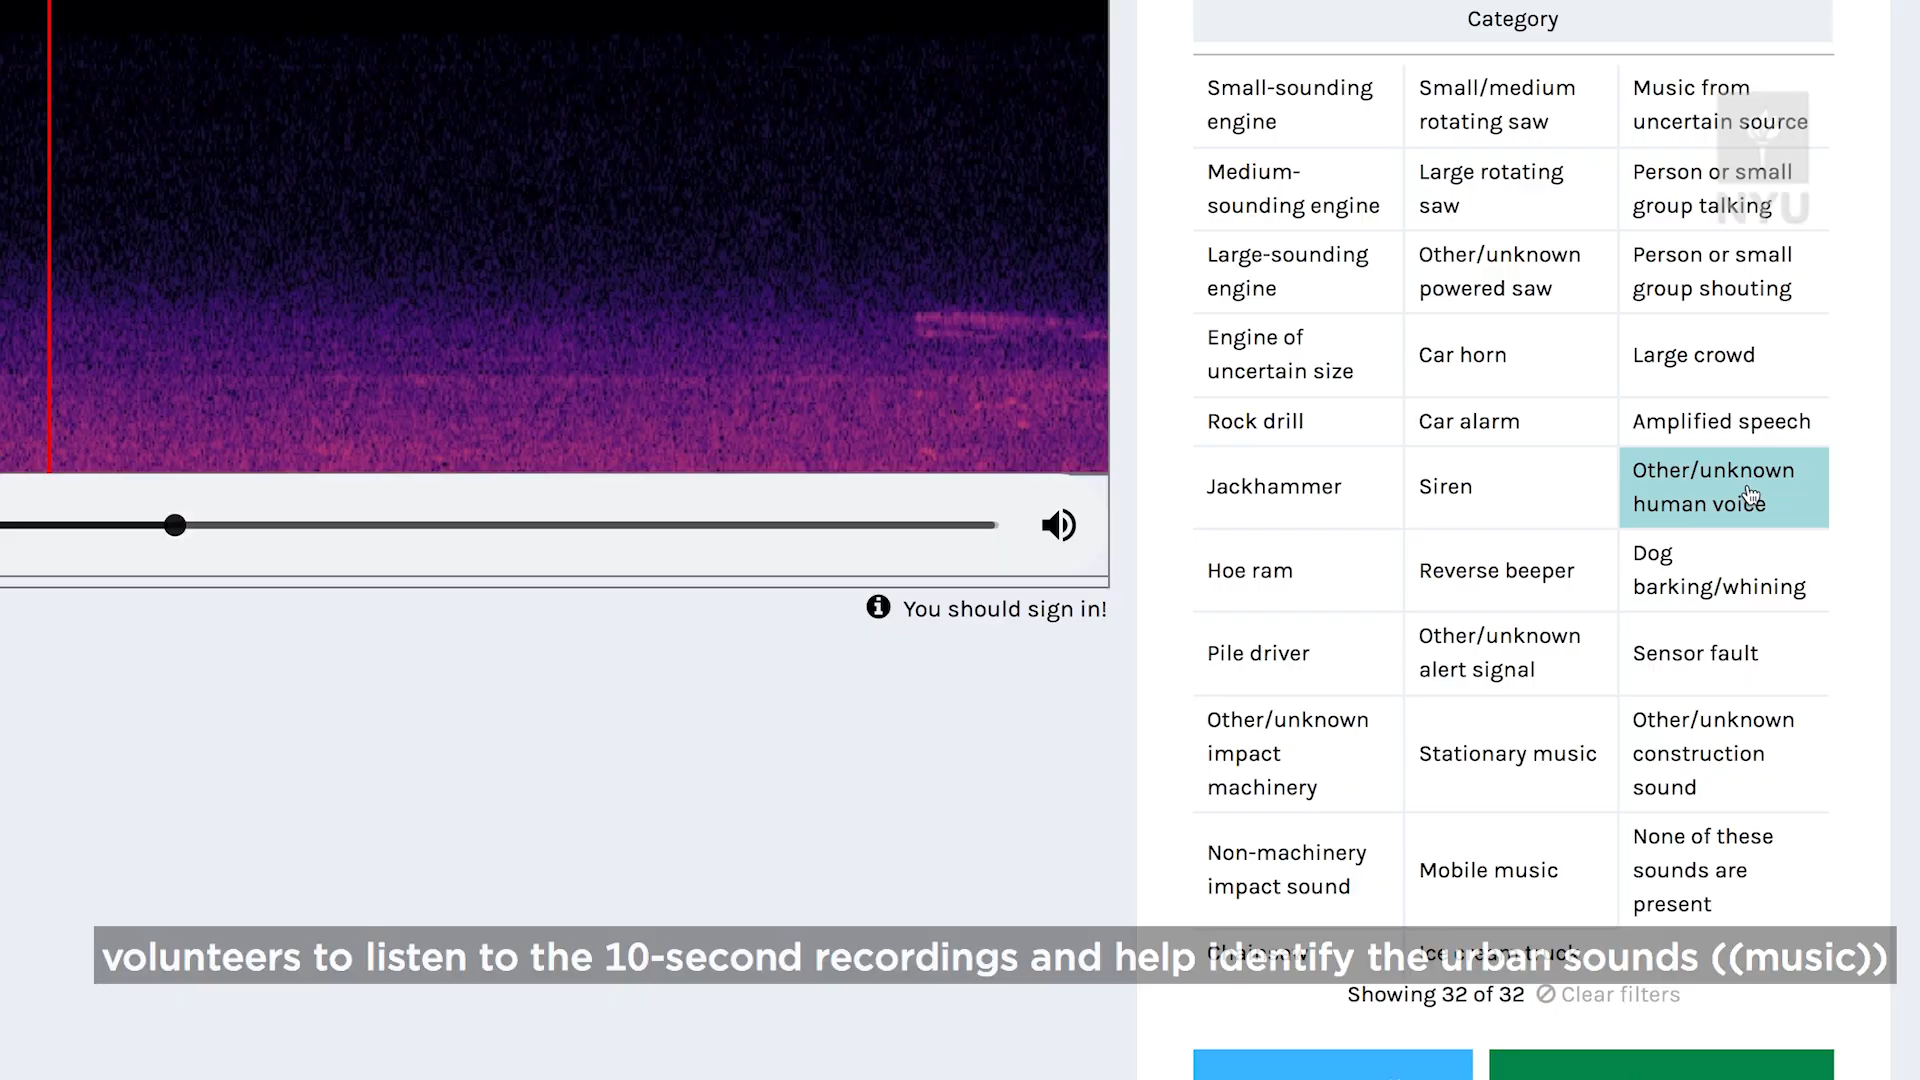 Category
Small-sounding
engine
Small/medium
rotating saw
Music from
uncertain source
Medium-
sounding engine
Large rotating
saw
Person or small
group talking
NYU
Large-sounding
engine
Other/unknown
powered saw
Person or small
group shouting
Engine of
uncertain size
Car horn
Large crowd
Rock drill
Car alarm
Amplified speech
Jackhammer
Siren
Other/unknown
human voice
Hoe ram
Reverse beeper
Dog
barking/whining
You should sign in!
Pile driver
Other/unknown
alert signal
Sensor fault
Other/unknown
impact
machinery
Stationary music
Other/unknown
construction
sound
Non-machinery
impact sound
Mobile music
None of these
sounds are
present
Chainsaw
Ice cream truck
volunteers to listen to the 10-second recordings and help identify the urban sounds ((music))
Showing 32 of 32
Clear filters